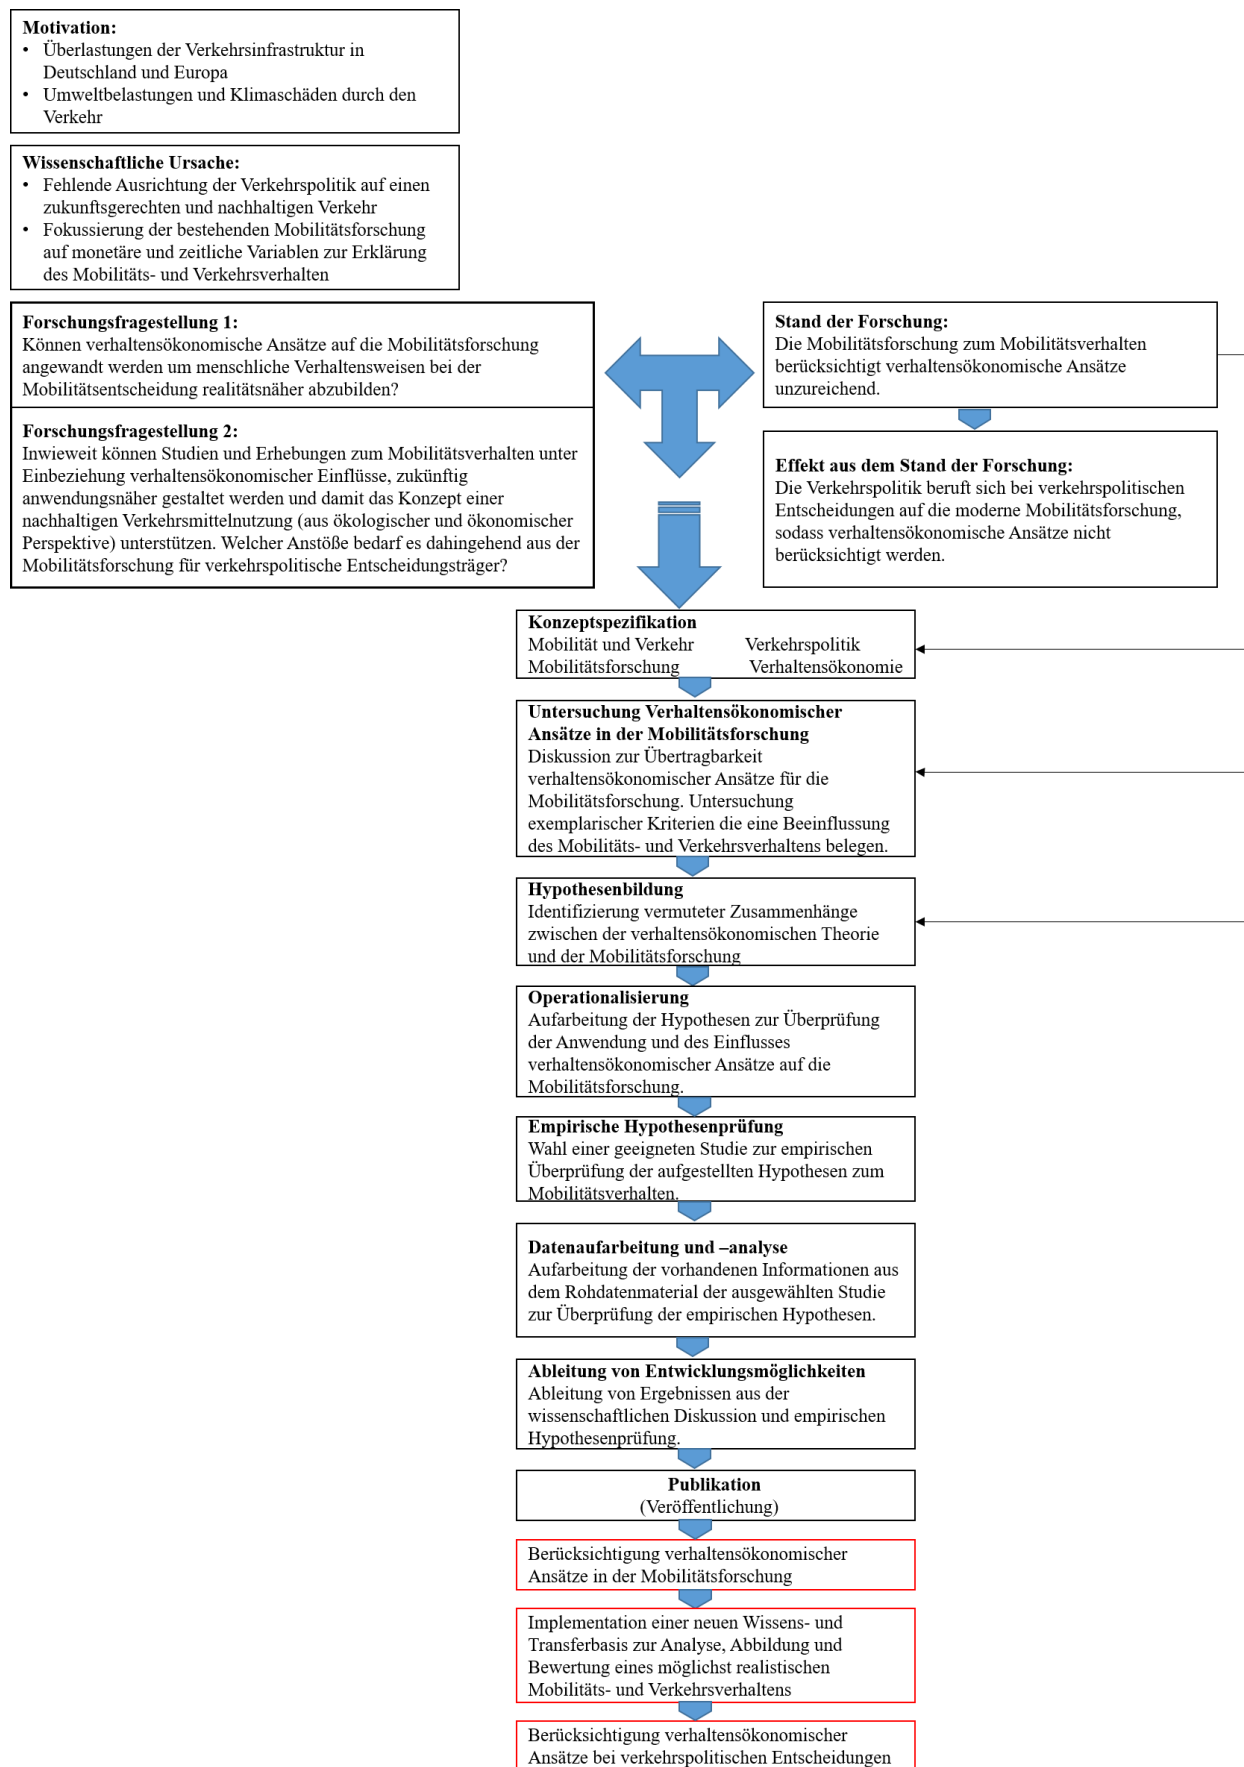 Motivation:
• Überlastungen der Verkehrsinfrastruktur in
Deutschland und Europa
• Umweltbelastungen und Klimaschäden durch den
Verkehr
Wissenschaftliche Ursache:
• Fehlende Ausrichtung der Verkehrspolitik auf einen
zukunftsgerechten und nachhaltigen Verkehr
• Fokussierung der bestehenden Mobilitätsforschung
auf monetäre und zeitliche Variablen zur Erklärung
des Mobilitäts- und Verkehrsverhalten
Forschungsfragestellung 1:
Können verhaltensökonomische Ansätze auf die Mobilitätsforschung
angewandt werden um menschliche Verhaltensweisen bei der
Mobilitätsentscheidung realitätsnäher abzubilden?
Forschungsfragestellung 2:
Inwieweit können Studien und Erhebungen zum Mobilitätsverhalten unter
Einbeziehung verhaltensökonomischer Einflüsse, zukünftig
anwendungsnäher gestaltet werden und damit das Konzept einer
nachhaltigen Verkehrsmittelnutzung (aus ökologischer und ökonomischer
Perspektive) unterstützen. Welcher Anstöße bedarf es dahingehend aus der
Mobilitätsforschung für verkehrspolitische Entscheidungsträger?
Stand der Forschung:
Die Mobilitätsforschung zum Mobilitätsverhalten
berücksichtigt verhaltensökonomische Ansätze
unzureichend.
Effekt aus dem Stand der Forschung:
Die Verkehrspolitik beruft sich bei verkehrspolitischen
Entscheidungen auf die moderne Mobilitätsforschung,
sodass verhaltensökonomische Ansätze nicht
berücksichtigt werden.
Konzeptspezifikation
Mobilität und Verkehr Verkehrspolitik
Mobilitätsforschung Verhaltensökonomie
Untersuchung Verhaltensökonomischer
Ansätze in der Mobilitätsforschung
Diskussion zur Übertragbarkeit
verhaltensökonomischer Ansätze für die
Mobilitätsforschung. Untersuchung
exemplarischer Kriterien die eine Beeinflussung
des Mobilitäts- und Verkehrsverhaltens belegen.
Hypothesenbildung
Identifizierung vermuteter Zusammenhänge
zwischen der verhaltensökonomischen Theorie
und der Mobilitätsforschung
Operationalisierung
Aufarbeitung der Hypothesen zur Überprüfung
der Anwendung und des Einflusses
verhaltensökonomischer Ansätze auf die
Mobilitätsforschung.
Empirische Hypothesenprüfung
Wahl einer geeigneten Studie zur empirischen
Überprüfung der aufgestellten Hypothesen zum
Mobilitätsverhalten.
Datenaufarbeitung und –analyse
Aufarbeitung der vorhandenen Informationen aus
dem Rohdatenmaterial der ausgewählten Studie
zur Überprüfung der empirischen Hypothesen.
Ableitung von Entwicklungsmöglichkeiten
Ableitung von Ergebnissen aus der
wissenschaftlichen Diskussion und empirischen
Hypothesenprüfung.
Publikation
(Veröffentlichung)
Berücksichtigung verhaltensökonomischer
Ansätze in der Mobilitätsforschung
Implementation einer neuen Wissens- und
Transferbasis zur Analyse, Abbildung und
Bewertung eines möglichst realistischen
Mobilitäts- und Verkehrsverhaltens
Berücksichtigung verhaltensökonomischer
Ansätze bei verkehrspolitischen Entscheidungen